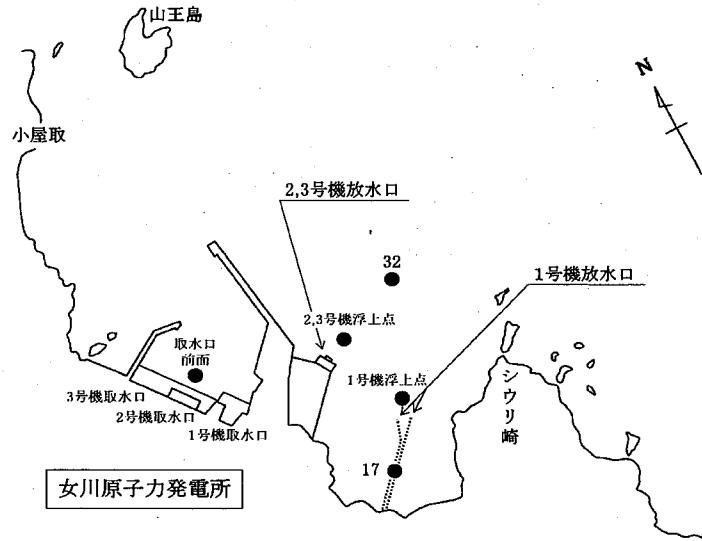 山王島
N
小屋取
2,3号機放水口
32
1号機放水口
2,3号機浮上点
取水口
前面
1号機浮上点
3号機取水口
2号機取水口
1号機取水口
シウリ崎
17
女川原子力発電所